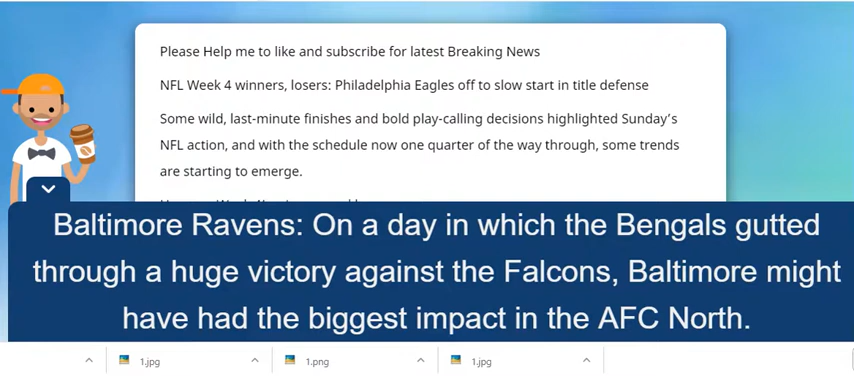 Please Help me to like and subscribe for latest Breaking News
NFL Week 4 winners, losers: Philadelphia Eagles off to slow start in title defense
Some wild, last-minute finishes and bold play-calling decisions highlighted Sunday's
NFL action, and with the schedule now one quarter of the way through, some trends
are starting to emerge.
Baltimore Ravens: On a day in which the Bengals gutted
through a huge victory against the Falcons, Baltimore might
have had the biggest impact in the AFC North.
1.jpg
1.png
1.jpg